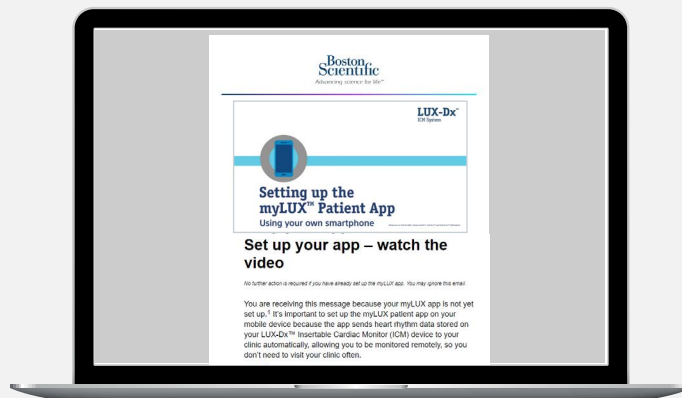 Boston
Scientific
Advancing science for life™
LUX-Dx™
ICM System
Setting up the
myLUX™ Patient App
Using your own smartphone
Set up your app – watch the
video
No further action is required if you have already set up the myLUX app. You may ignore this email.
You are receiving this message because your myLUX app is not yet
set up.¹ It's Important to set up the myLUX patient app on your
mobile device because the app sends heart rhythm data stored on
your LUX-Dx™ Insertable Cardiac Monitor (ICM) device to your
clinic automatically, allowing you to be monitored remotely, so you
don't need to visit your clinic often.